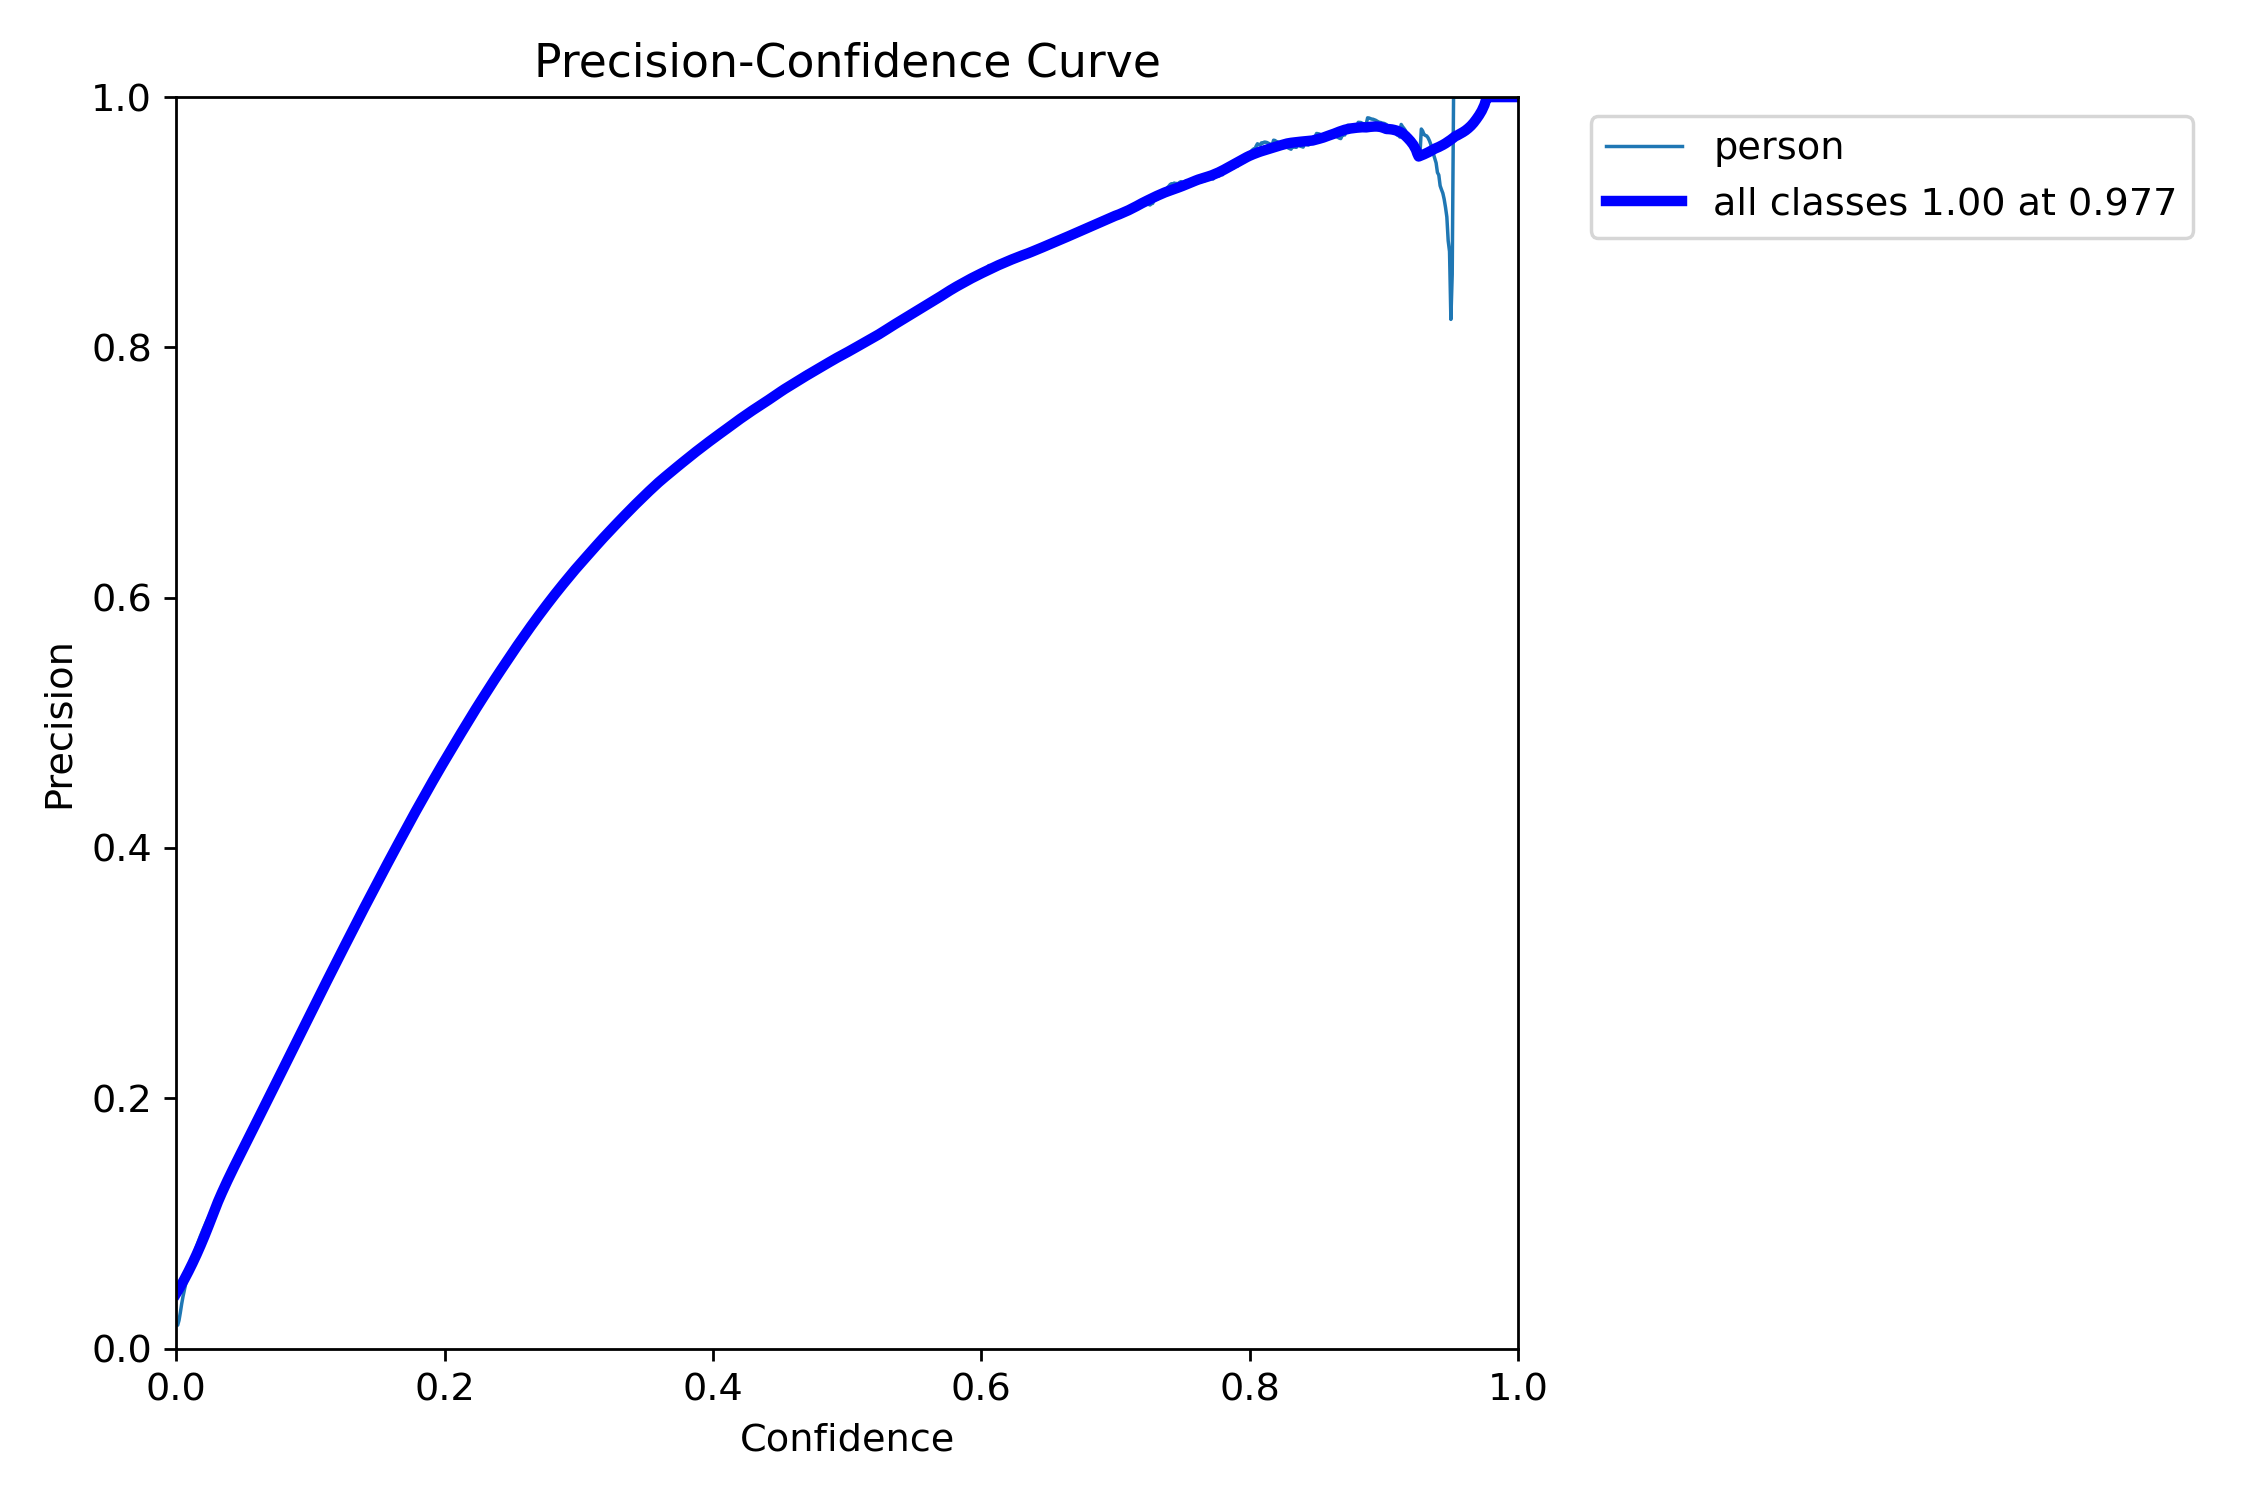 Precision-Confidence Curve
1.0
0.8
0.6
0.4
0.2
0.0
Precision
0.0 0.2 0.4 0.6 0.8 1.0
Confidence
person
all classes 1.00 at 0.977